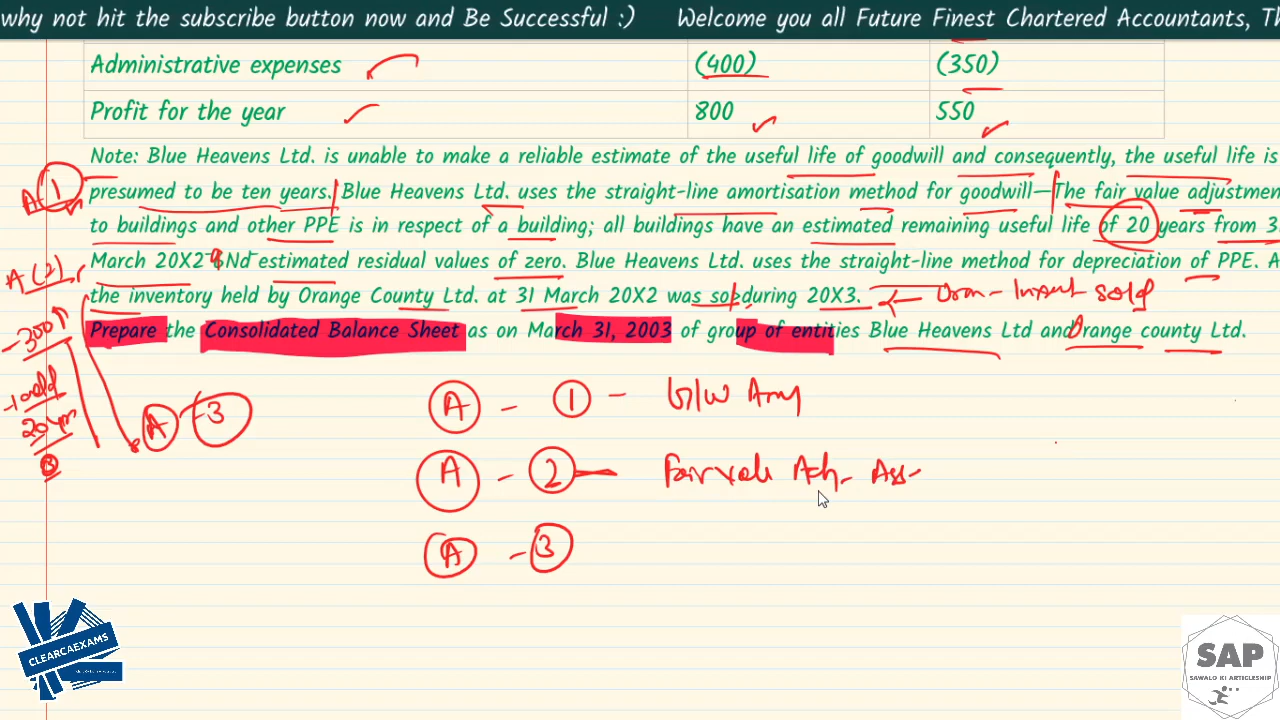 why not hit the subscribe button now and Be Successful :) Welcome you all Future Finest Chartered Accountants, Th
Administrative expenses (400) (350)
Profit for the year 800 550
Note: Blue Heavens Ltd. is unable to make a reliable estimate of the useful life of goodwill and consequently, the useful life is
presumed to be ten years. Blue Heavens Ltd. uses the straight-line amortisation method for goodwill—The fair value adjustmen
to buildings and other PPE is in respect of a building; all buildings have an estimated remaining useful life of 20 years from 3
March 20X2 & Nd estimated residual values of zero. Blue Heavens Ltd. uses the straight-line method for depreciation of PPE. A
the inventory held by Orange County Ltd. at 31 March 20X2 was sold during 20X3.
Prepare the Consolidated Balance Sheet as on March 31, 2003 of group of entities Blue Heavens Ltd and Orange county Ltd.
A 1
A (2)
-300
A - 3
A - 1 - G/W
A - 2 - Fair
A - 3
CLEARCAEXAMS
SAP
SAWALO KI ARTICLESHIP